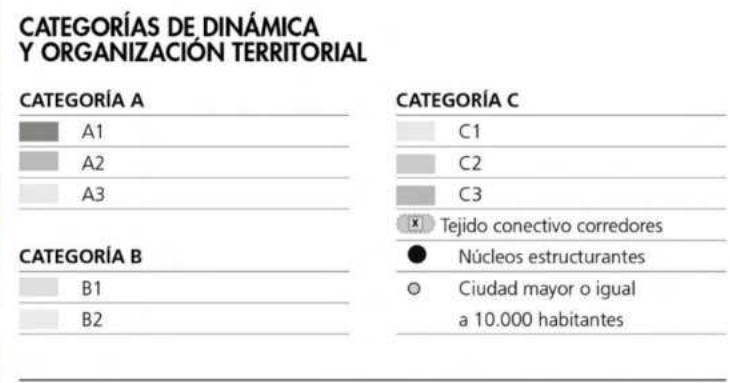 CATEGORÍAS DE DINÁMICA
Y ORGANIZACIÓN TERRITORIAL
CATEGORÍA A
A1
A2
A3
CATEGORÍA B
B1
B2
CATEGORÍA C
C1
C2
C3
X Tejido conectivo corredores
Núcleos estructurantes
Ciudad mayor o igual
a 10.000 habitantes